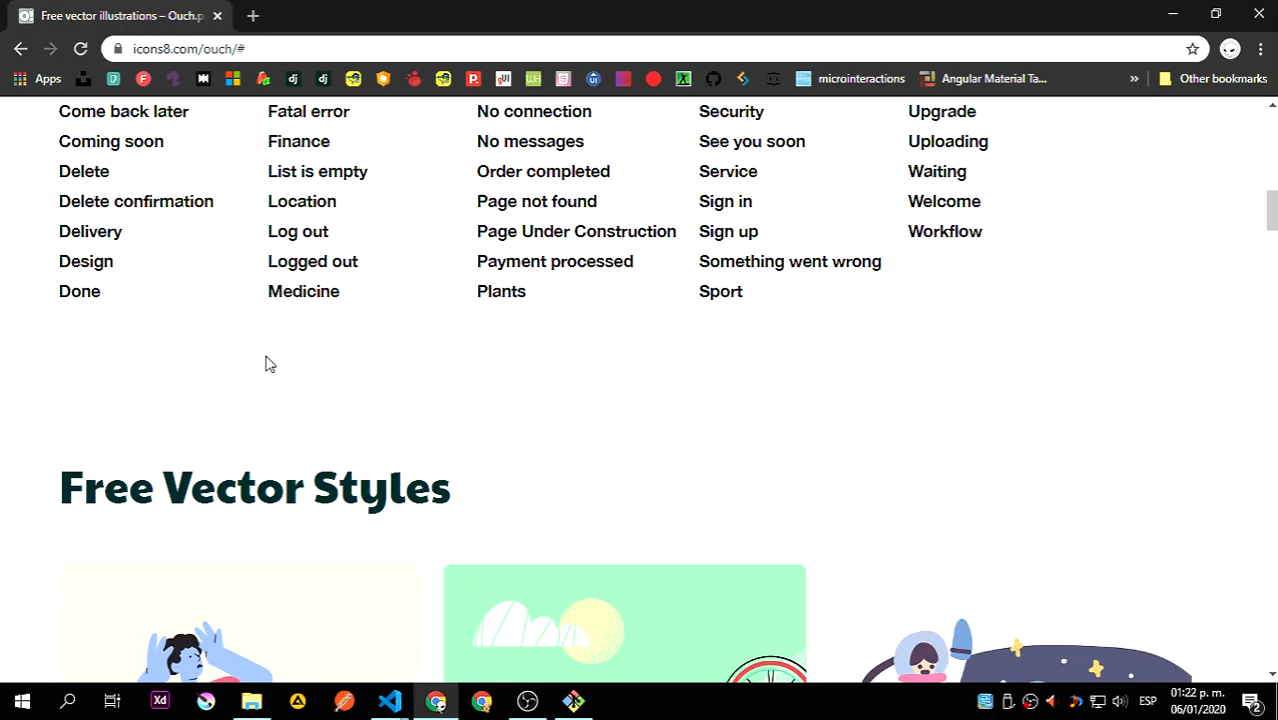 Free vector illustrations – Ouch.p
icons8.com/ouch/#
Apps
microinteractions
Angular Material Ta...
»
Other bookmarks
Come back later
Coming soon
Delete
Delete confirmation
Delivery
Design
Done
Fatal error
Finance
List is empty
Location
Log out
Logged out
Medicine
No connection
No messages
Order completed
Page not found
Page Under Construction
Payment processed
Plants
Security
See you soon
Service
Sign in
Sign up
Something went wrong
Sport
Upgrade
Uploading
Waiting
Welcome
Workflow
Free Vector Styles
Xd
ESP
01:22 p. m.
06/01/2020
2